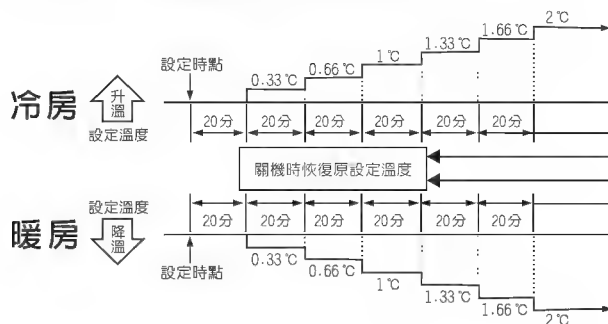 2℃
1.66℃
1.33℃
1℃
0.66℃
設定時點
0.33℃
冷房
升溫
設定溫度
20分 20分 20分 20分 20分 20分
關機時恢復原設定溫度
設定溫度
20分 20分 20分 20分 20分 20分
暖房
降溫
設定時點
0.33℃
0.66℃
1℃
1.33℃
1.66℃
2℃